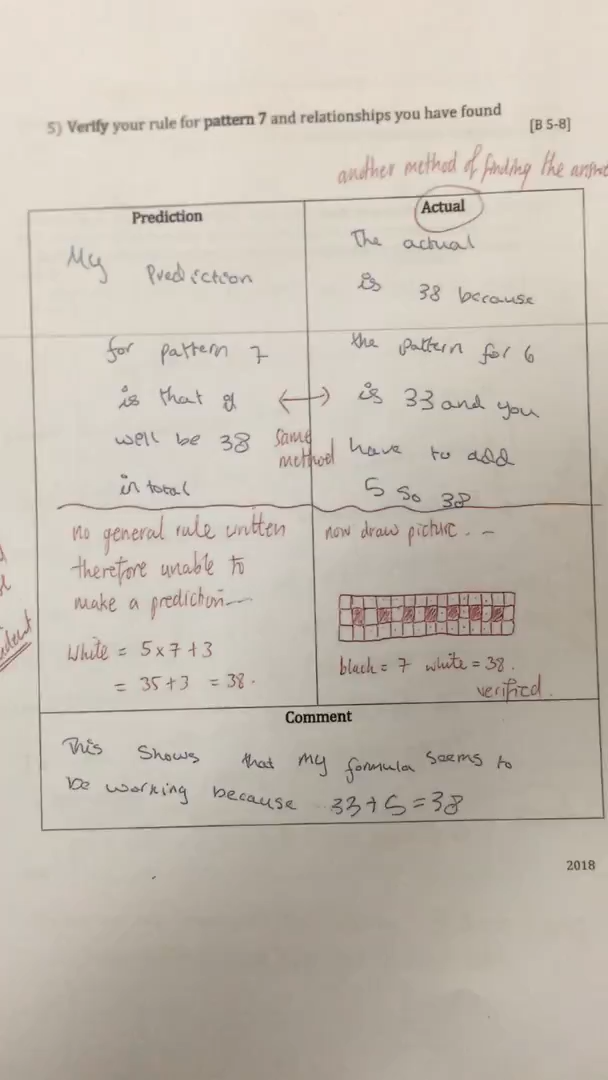 5) Verify your rule for pattern 7 and relationships you have found
[B 5-8]
another method of finding the
Prediction
My Prediction
for pattern 7
is that
well be 38
in total
same
method
Actual
The actual
is 38 because
the pattern for 6
is 33 and you
have to add
5 so 38
no general rule written
therefore unable to
make a prediction
White = 5 x 7 + 3
= 35 + 3 = 38.
now draw picture. -
black = 7 white = 38.
verified.
Comment
This shows that my formula seems to
be working because 33 + 5 = 38
2018